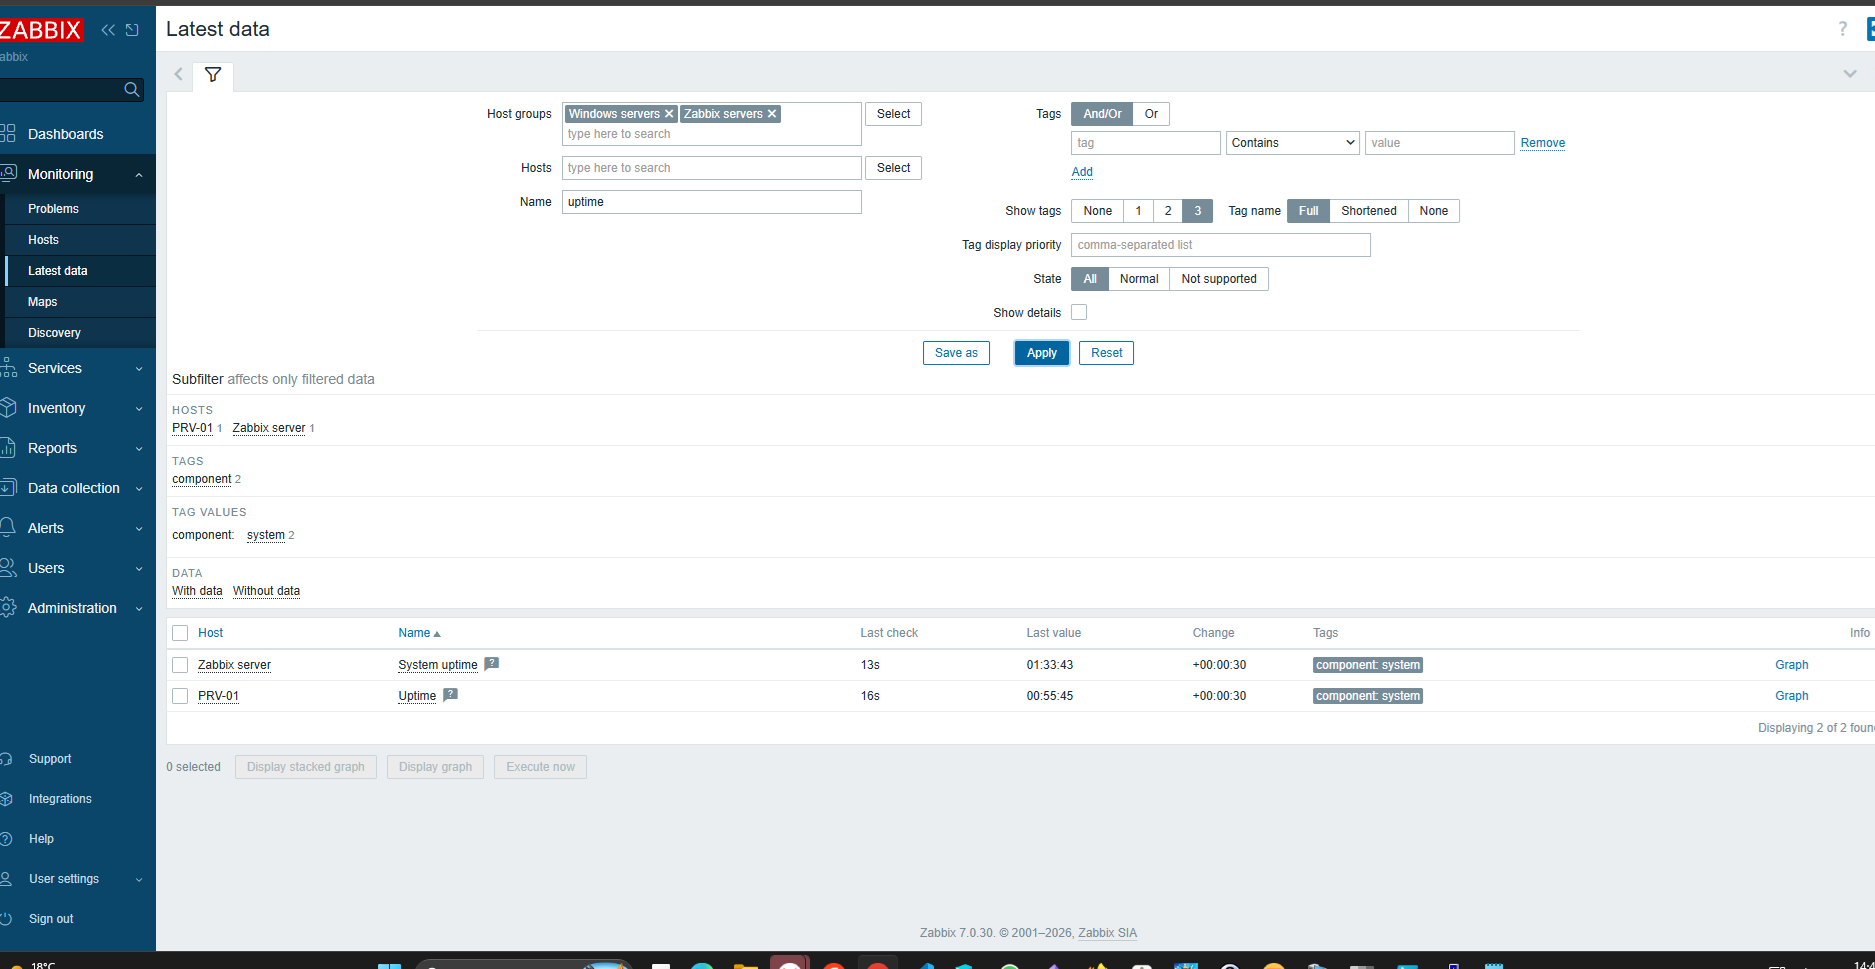 ZABBIX
abbix
Dashboards
Monitoring
Problems
Hosts
Latest data
Maps
Discovery
Services
Inventory
Reports
Data collection
Alerts
Users
Administration
Support
Integrations
Help
User settings
Sign out
Latest data
?
Host groups
Windows servers
Zabbix servers
type here to search
Select
Hosts
type here to search
Select
Name
uptime
Tags
And/Or
Or
tag
Contains
value
Remove
Add
Show tags
None
1
2
3
Tag name
Full
Shortened
None
Tag display priority
comma-separated list
State
All
Normal
Not supported
Show details
Save as
Apply
Reset
Subfilter affects only filtered data
HOSTS
PRV-01 1 Zabbix server 1
TAGS
component 2
TAG VALUES
component: system 2
DATA
With data Without data
Host Name Last check Last value Change Tags Info
Zabbix server System uptime ? 13s 01:33:43 +00:00:30 component: system Graph
PRV-01 Uptime ? 16s 00:55:45 +00:00:30 component: system Graph
Displaying 2 of 2 foun
0 selected
Display stacked graph
Display graph
Execute now
Zabbix 7.0.30. © 2001–2026, Zabbix SIA
18°C